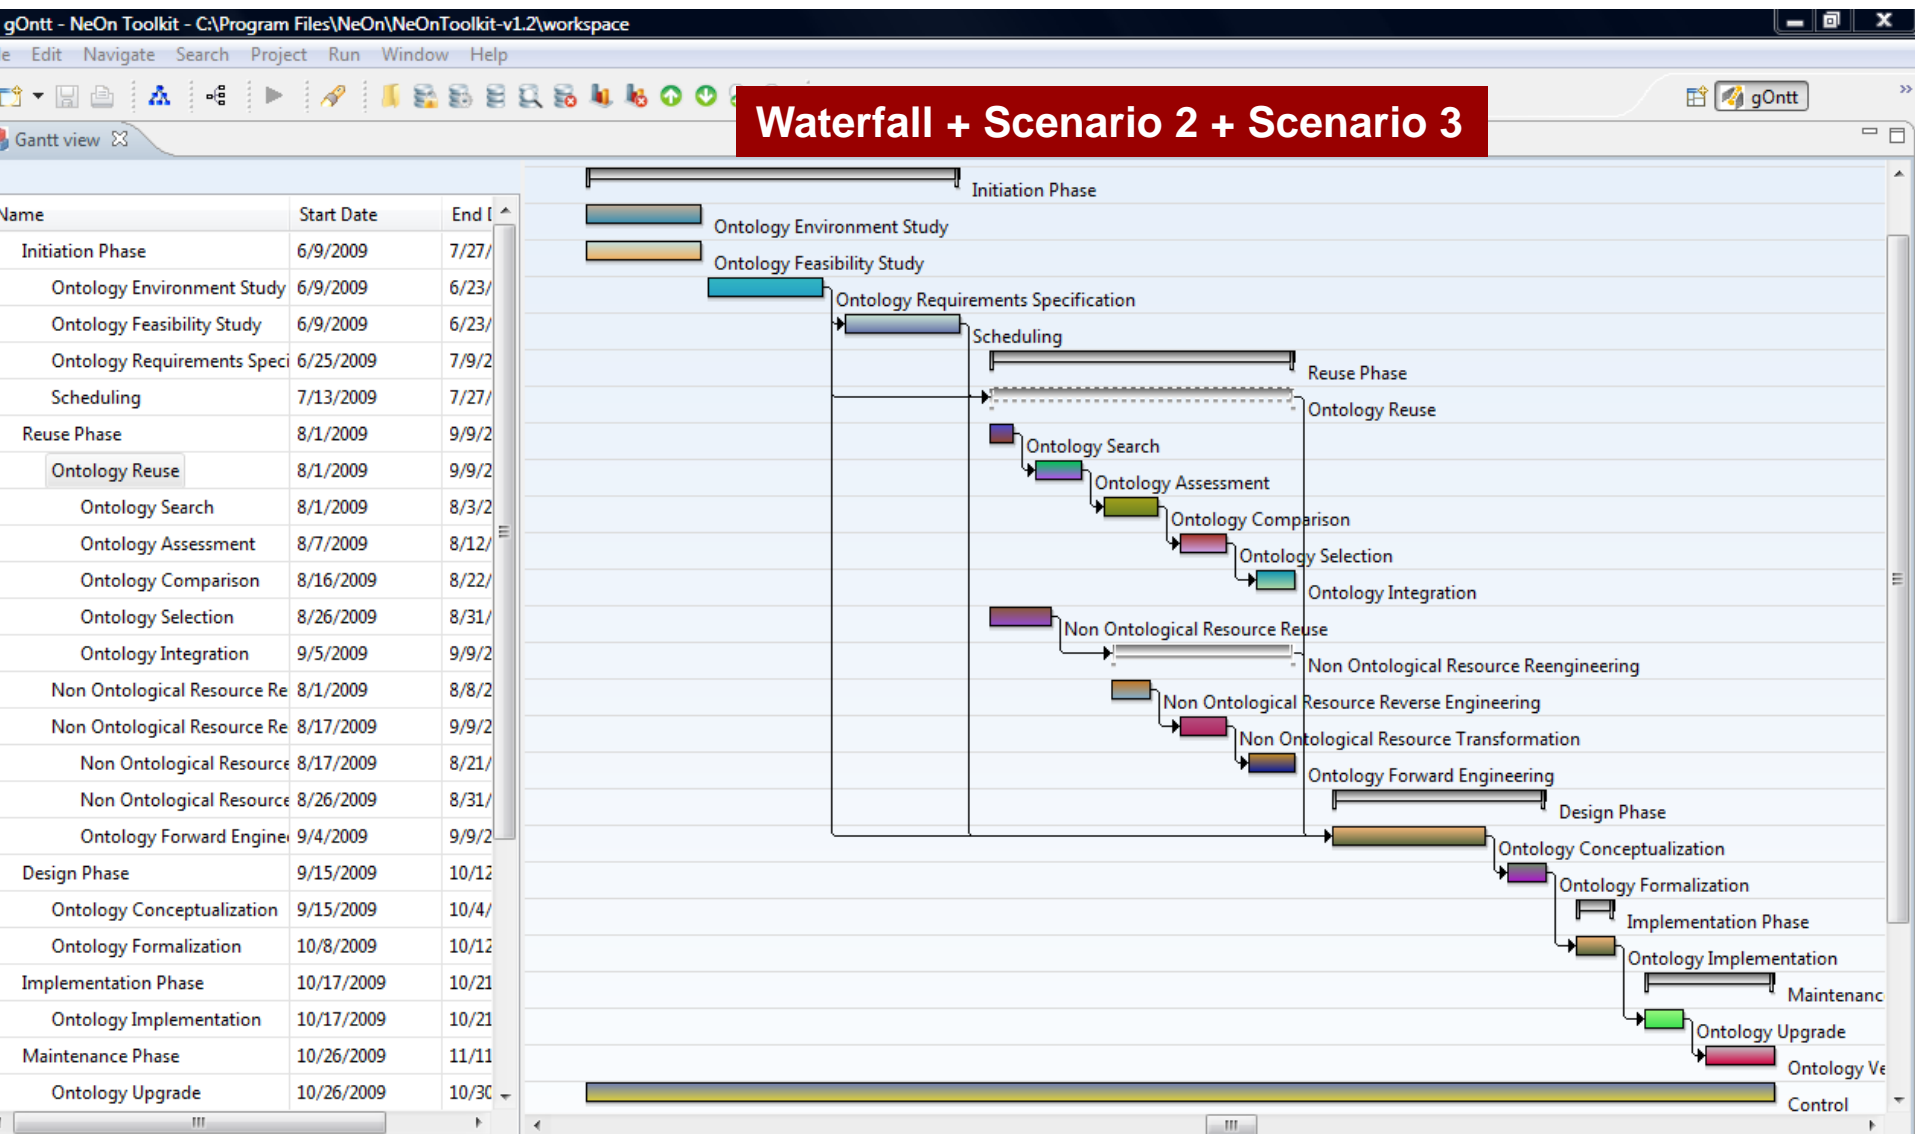 gOntt - NeOn Toolkit - C:\Program Files\NeOn\NeOnToolkit-v1.2\workspace
Edit Navigate Search Project Run Window Help
gOntt
Waterfall + Scenario 2 + Scenario 3
Gantt view
Name Start Date End D
Initiation Phase 6/9/2009 7/27/
Ontology Environment Study 6/9/2009 6/23/
Ontology Feasibility Study 6/9/2009 6/23/
Ontology Requirements Speci 6/25/2009 7/9/2
Scheduling 7/13/2009 7/27/
Reuse Phase 8/1/2009 9/9/2
Ontology Reuse 8/1/2009 9/9/2
Ontology Search 8/1/2009 8/3/2
Ontology Assessment 8/7/2009 8/12/
Ontology Comparison 8/16/2009 8/22/
Ontology Selection 8/26/2009 8/31/
Ontology Integration 9/5/2009 9/9/2
Non Ontological Resource Re 8/1/2009 8/8/2
Non Ontological Resource Re 8/17/2009 9/9/2
Non Ontological Resource 8/17/2009 8/21/
Non Ontological Resource 8/26/2009 8/31/
Ontology Forward Engine 9/4/2009 9/9/2
Design Phase 9/15/2009 10/12
Ontology Conceptualization 9/15/2009 10/4/
Ontology Formalization 10/8/2009 10/12
Implementation Phase 10/17/2009 10/21
Ontology Implementation 10/17/2009 10/21
Maintenance Phase 10/26/2009 11/11
Ontology Upgrade 10/26/2009 10/30
Initiation Phase
Ontology Environment Study
Ontology Feasibility Study
Ontology Requirements Specification
Scheduling
Reuse Phase
Ontology Reuse
Ontology Search
Ontology Assessment
Ontology Comparison
Ontology Selection
Ontology Integration
Non Ontological Resource Reuse
Non Ontological Resource Reengineering
Non Ontological Resource Reverse Engineering
Non Ontological Resource Transformation
Ontology Forward Engineering
Design Phase
Ontology Conceptualization
Ontology Formalization
Implementation Phase
Ontology Implementation
Maintenanc
Ontology Upgrade
Ontology Ve
Control